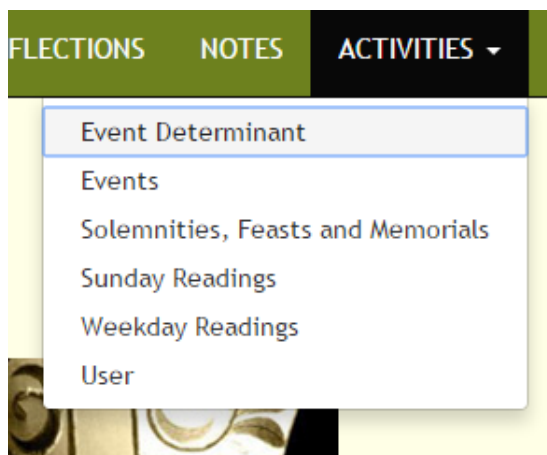 FLECTIONS NOTES ACTIVITIES
Event Determinant
Events
Solemnities, Feasts and Memorials
Sunday Readings
Weekday Readings
User